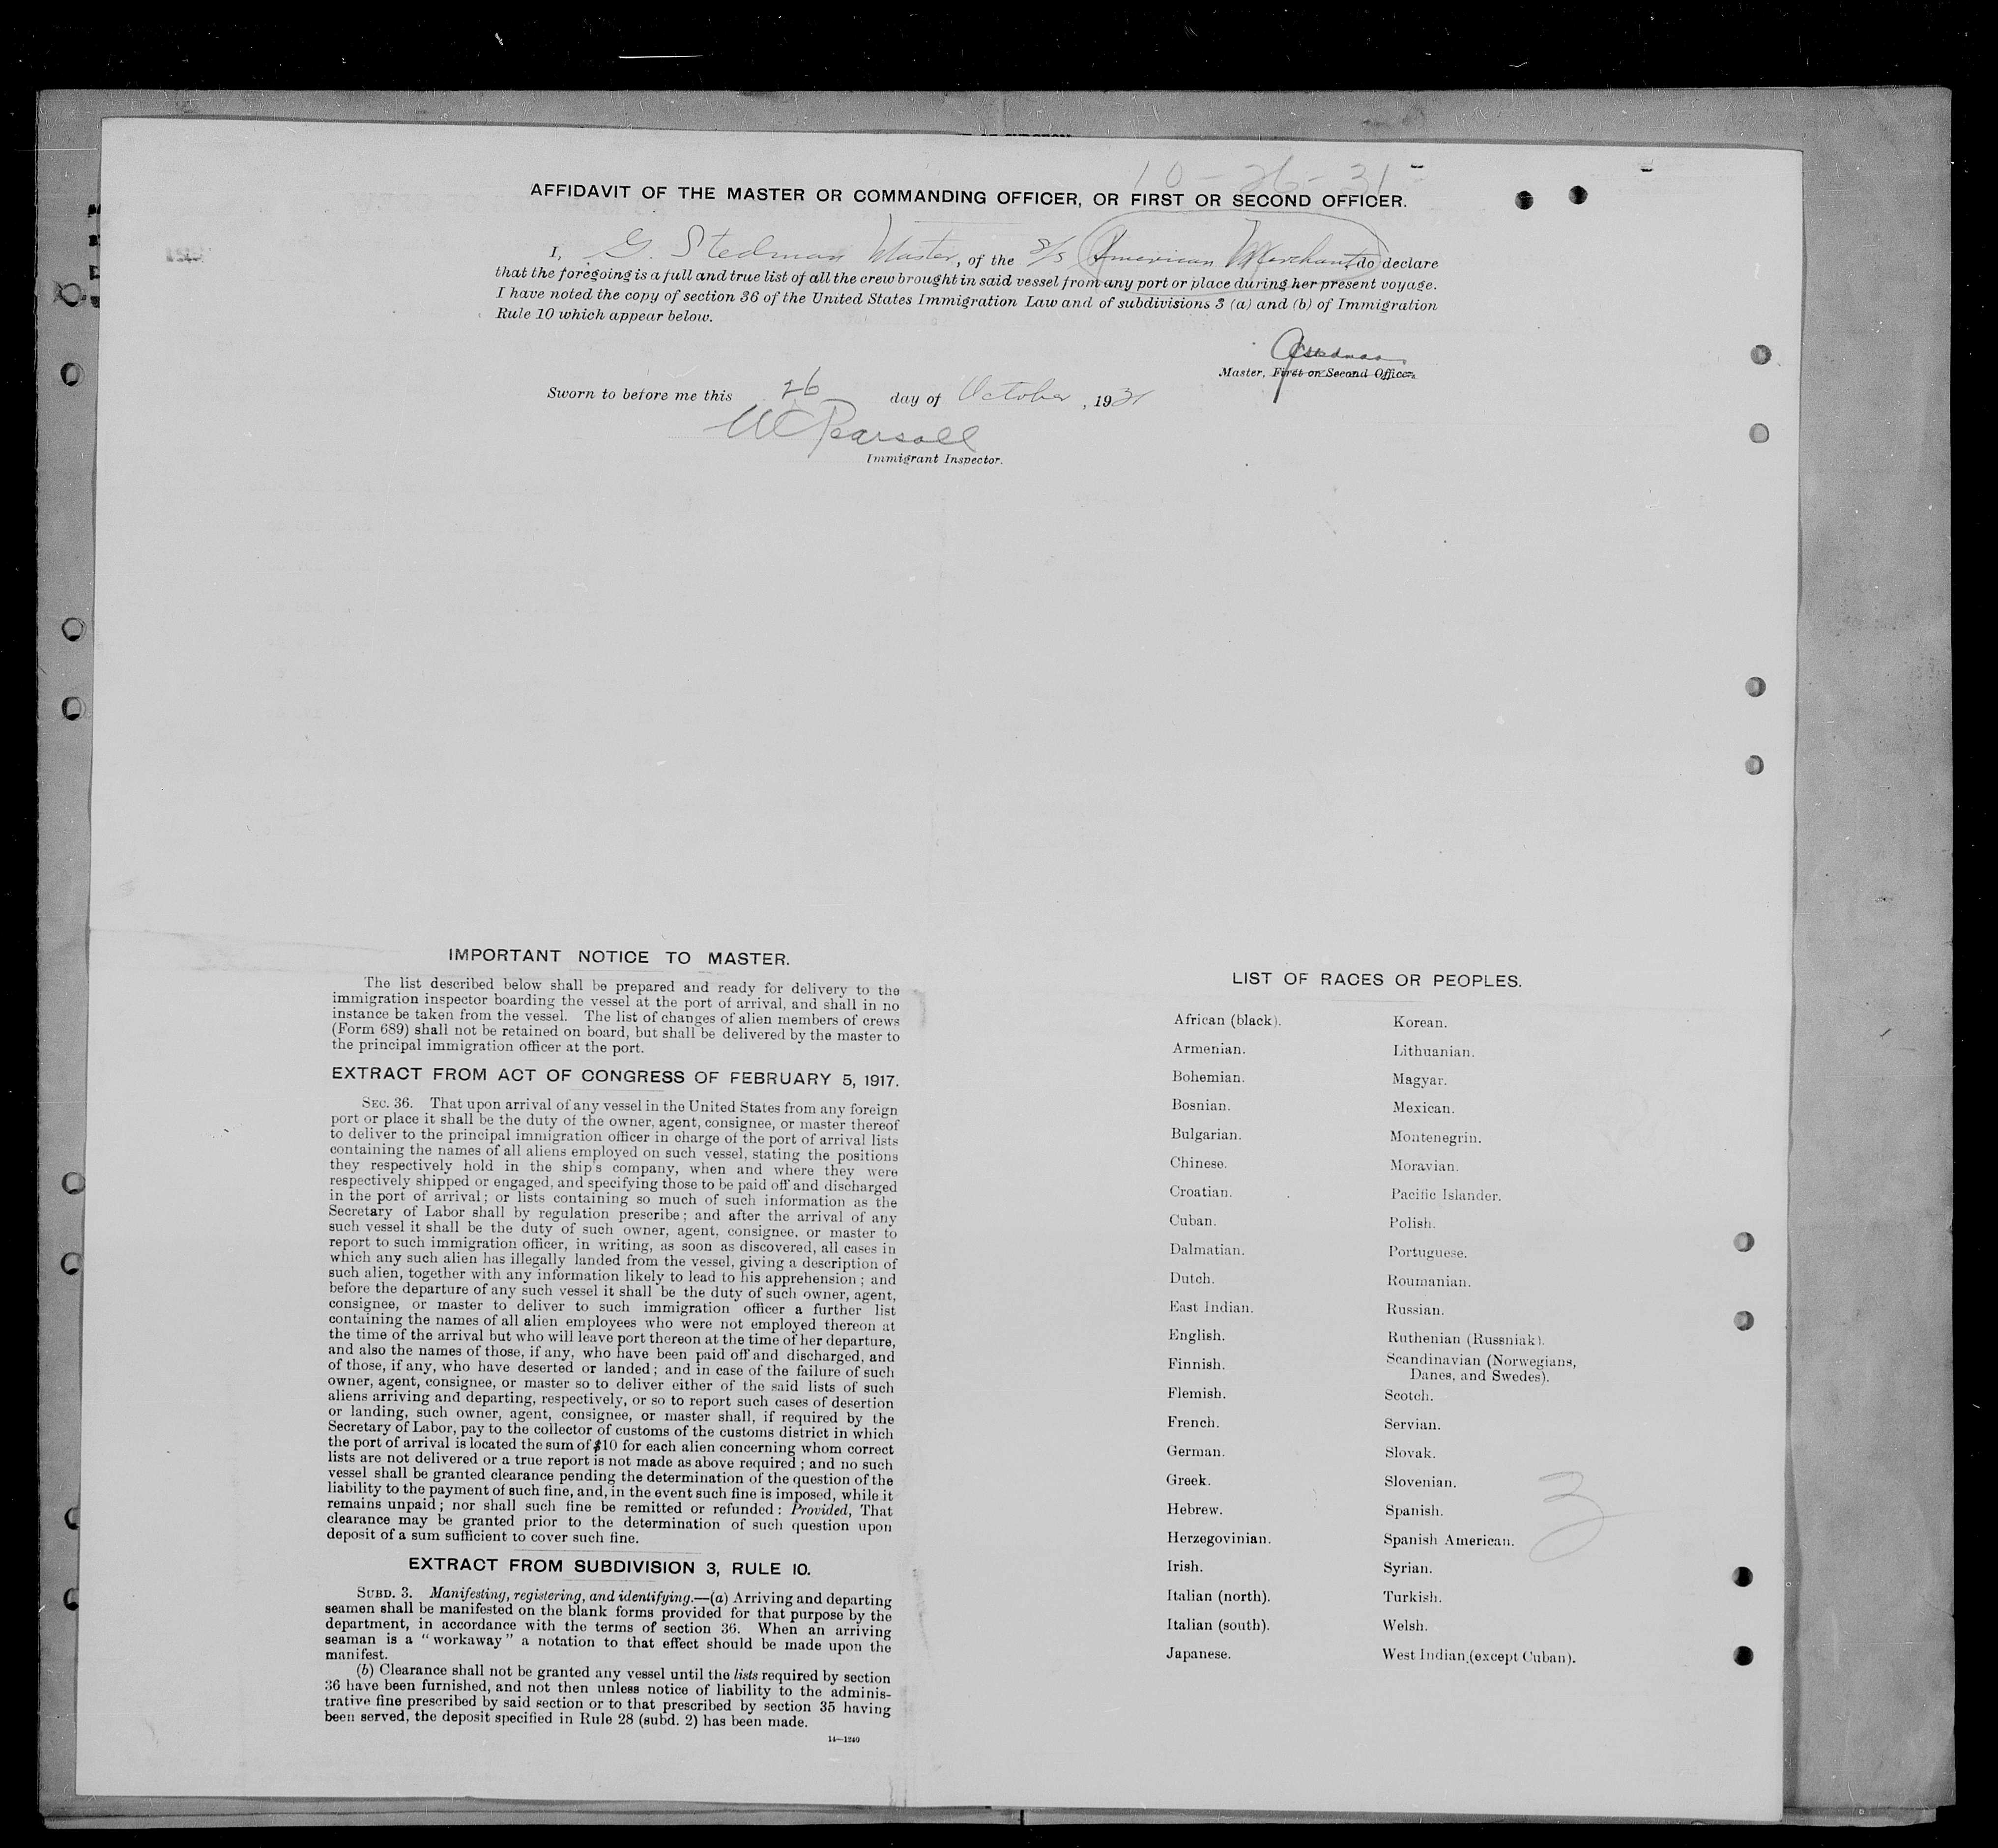 10-26-31
AFFIDAVIT OF THE MASTER OR COMMANDING OFFICER, OR FIRST OR SECOND OFFICER.
I, G. Stedman Master, of the S/S American Merchant, do declare
that the foregoing is a full and true list of all the crew brought in said vessel from any port or place during her present voyage.
I have noted the copy of section 36 of the United States Immigration Law and of subdivisions 3 (a) and (b) of Immigration
Rule 10 which appear below.
GStedman
Master, First or Second Officer.
Sworn to before me this 26 day of October, 1931
WCPearsall
Immigrant Inspector.
IMPORTANT NOTICE TO MASTER.
The list described below shall be prepared and ready for delivery to the
immigration inspector boarding the vessel at the port of arrival, and shall in no
instance be taken from the vessel. The list of changes of alien members of crews
(Form 689) shall not be retained on board, but shall be delivered by the master to
the principal immigration officer at the port.
EXTRACT FROM ACT OF CONGRESS OF FEBRUARY 5, 1917.
SEC. 36. That upon arrival of any vessel in the United States from any foreign
port or place it shall be the duty of the owner, agent, consignee, or master thereof
to deliver to the principal immigration officer in charge of the port of arrival lists
containing the names of all aliens employed on such vessel, stating the positions
they respectively hold in the ship's company, when and where they were
respectively shipped or engaged, and specifying those to be paid off and discharged
in the port of arrival; or lists containing so much of such information as the
Secretary of Labor shall by regulation prescribe; and after the arrival of any
such vessel it shall be the duty of such owner, agent, consignee, or master to
report to such immigration officer, in writing, as soon as discovered, all cases in
which any such alien has illegally landed from the vessel, giving a description of
such alien, together with any information likely to lead to his apprehension; and
before the departure of any such vessel it shall be the duty of such owner, agent,
consignee, or master to deliver to such immigration officer a further list
containing the names of all alien employees who were not employed thereon at
the time of the arrival but who will leave port thereon at the time of her departure,
and also the names of those, if any, who have been paid off and discharged, and
of those, if any, who have deserted or landed; and in case of the failure of such
owner, agent, consignee, or master so to deliver either of the said lists of such
aliens arriving and departing, respectively, or so to report such cases of desertion
or landing, such owner, agent, consignee, or master shall, if required by the
Secretary of Labor, pay to the collector of customs of the customs district in which
the port of arrival is located the sum of $10 for each alien concerning whom correct
lists are not delivered or a true report is not made as above required; and no such
vessel shall be granted clearance pending the determination of the question of the
liability to the payment of such fine, and, in the event such fine is imposed, while it
remains unpaid; nor shall such fine be remitted or refunded: Provided, That
clearance may be granted prior to the determination of such question upon
deposit of a sum sufficient to cover such fine.
EXTRACT FROM SUBDIVISION 3, RULE 10.
SUBD. 3. Manifesting, registering, and identifying.—(a) Arriving and departing
seamen shall be manifested on the blank forms provided for that purpose by the
department, in accordance with the terms of section 36. When an arriving
seaman is a "workaway" a notation to that effect should be made upon the
manifest.
(b) Clearance shall not be granted any vessel until the lists required by section
36 have been furnished, and not then unless notice of liability to the adminis-
trative fine prescribed by said section or to that prescribed by section 35 having
been served, the deposit specified in Rule 28 (subd. 2) has been made.
14—1240
LIST OF RACES OR PEOPLES.
African (black).
Armenian.
Bohemian.
Bosnian.
Bulgarian.
Chinese.
Croatian.
Cuban.
Dalmatian.
Dutch.
East Indian.
English.
Finnish.
Flemish.
French.
German.
Greek.
Hebrew.
Herzegovinian.
Irish.
Italian (north).
Italian (south).
Japanese.
Korean.
Lithuanian.
Magyar.
Mexican.
Montenegrin.
Moravian.
Pacific Islander.
Polish.
Portuguese.
Roumanian.
Russian.
Ruthenian (Russniak).
Scandinavian (Norwegians,
Danes, and Swedes).
Scotch.
Servian.
Slovak.
Slovenian.
Spanish.
Spanish American.
Syrian.
Turkish.
Welsh.
West Indian (except Cuban).
3